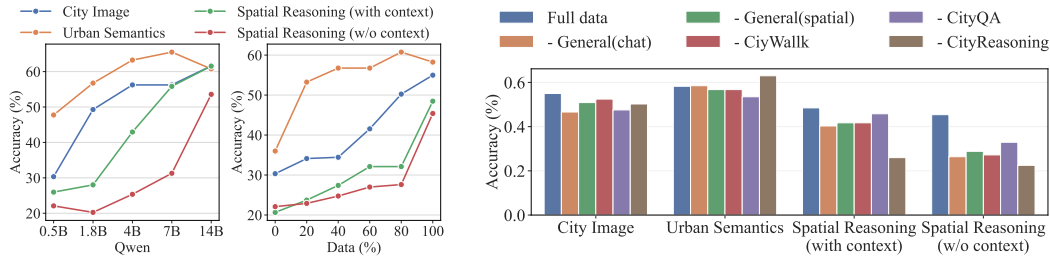 City Image
Spatial Reasoning (with context)
Urban Semantics
Spatial Reasoning (w/o context)
Accuracy (%)
60
50
40
30
20
0.5B 1.8B 4B 7B 14B
Qwen
Accuracy (%)
60
50
40
30
20
0 20 40 60 80 100
Data (%)
Full data
- General(spatial)
- CityQA
- General(chat)
- CiyWallk
- CityReasoning
Accuracy (%)
0.6
0.4
0.2
0.0
City Image
Urban Semantics
Spatial Reasoning
(with context)
Spatial Reasoning
(w/o context)